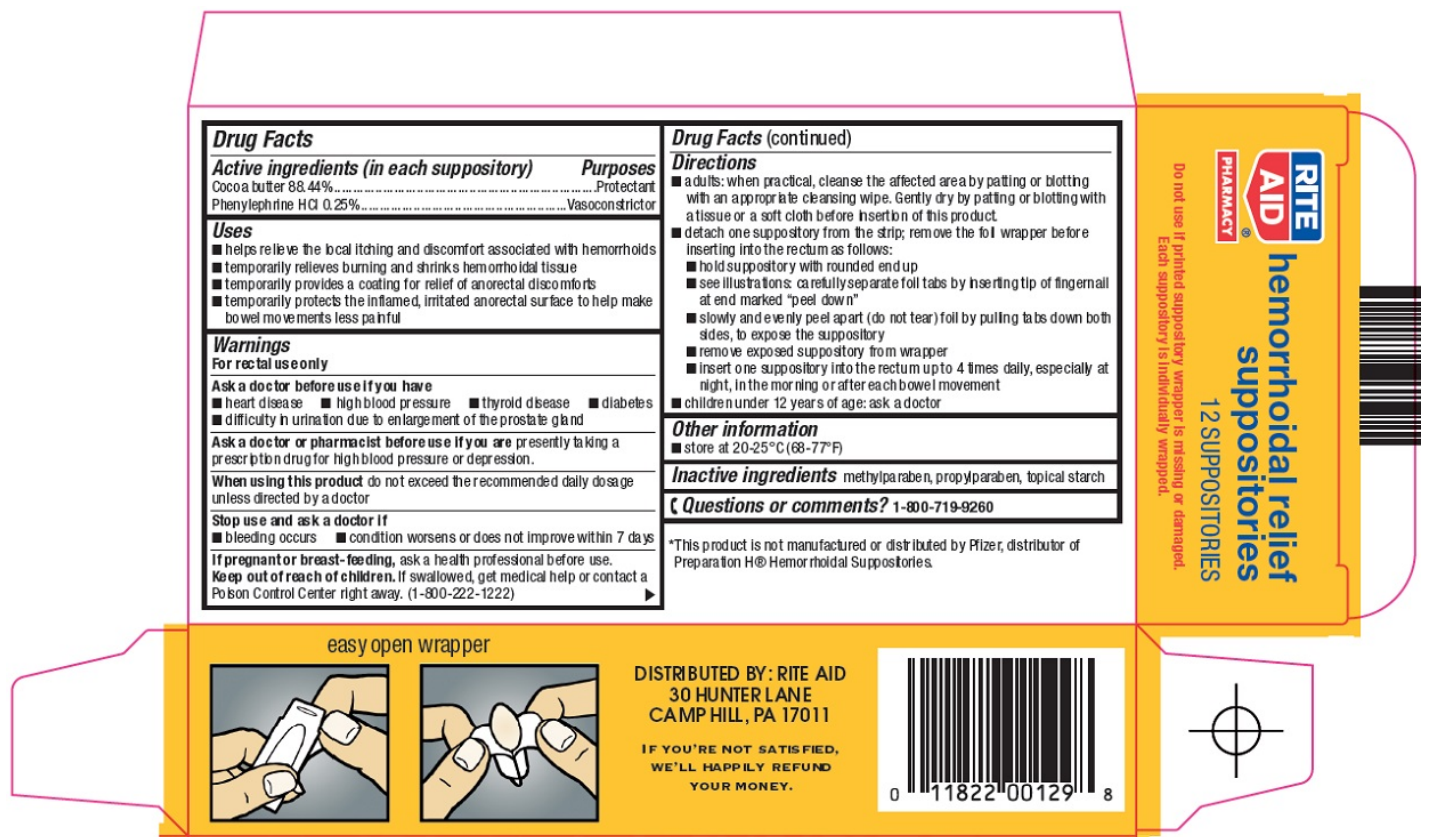 Drug Facts
Active ingredients (in each suppository) Purposes
Cocoa butter 88.44%..........Protectant
Phenylephrine HCl 0.25%..........Vasoconstrictor
Uses
■ helps relieve the local itching and discomfort associated with hemorrhoids
■ temporarily relieves burning and shrinks hemorrhoidal tissue
■ temporarily provides a coating for relief of anorectal discomforts
■ temporarily protects the inflamed, irritated anorectal surface to help make
bowel movements less painful
Warnings
For rectal use only
Ask a doctor before use if you have
■ heart disease ■ high blood pressure ■ thyroid disease ■ diabetes
■ difficulty in urination due to enlargement of the prostate gland
Ask a doctor or pharmacist before use if you are presently taking a
prescription drug for high blood pressure or depression.
When using this product do not exceed the recommended daily dosage
unless directed by a doctor
Stop use and ask a doctor if
■ bleeding occurs ■ condition worsens or does not improve within 7 days
If pregnant or breast-feeding, ask a health professional before use.
Keep out of reach of children. If swallowed, get medical help or contact a
Poison Control Center right away. (1-800-222-1222)
Drug Facts (continued)
Directions
■ adults: when practical, cleanse the affected area by patting or blotting
with an appropriate cleansing wipe. Gently dry by patting or blotting with
a tissue or a soft cloth before insertion of this product.
■ detach one suppository from the strip; remove the foil wrapper before
inserting into the rectum as follows:
■ hold suppository with rounded end up
■ see illustrations: carefully separate foil tabs by inserting tip of fingernail
at end marked "peel down"
■ slowly and evenly peel apart (do not tear) foil by pulling tabs down both
sides, to expose the suppository
■ remove exposed suppository from wrapper
■ insert one suppository into the rectum up to 4 times daily, especially at
night, in the morning or after each bowel movement
■ children under 12 years of age: ask a doctor
Other information
■ store at 20-25°C (68-77°F)
Inactive ingredients methylparaben, propylparaben, topical starch
Questions or comments? 1-800-719-9260
*This product is not manufactured or distributed by Pfizer, distributor of
Preparation H® Hemorrhoidal Suppositories.
RITE
AID
®
PHARMACY
hemorrhoidal relief
suppositories
12 SUPPOSITORIES
Do not use if printed suppository wrapper is missing or damaged.
Each suppository is individually wrapped.
easy open wrapper
DISTRIBUTED BY: RITE AID
30 HUNTER LANE
CAMP HILL, PA 17011
IF YOU'RE NOT SATISFIED,
WE'LL HAPPILY REFUND
YOUR MONEY.
0 11822 00129 8